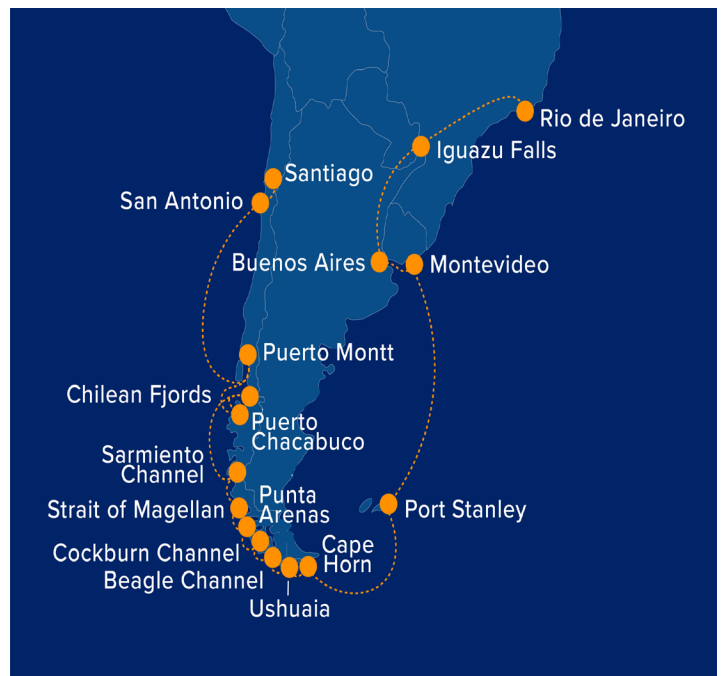 Rio de Janeiro
Iguazu Falls
Santiago
San Antonio
Buenos Aires
Montevideo
Puerto Montt
Chilean Fjords
Puerto
Chacabuco
Sarmiento
Channel
Punta
Arenas
Strait of Magellan
Port Stanley
Cape
Horn
Cockburn Channel
Beagle Channel
Ushuaia